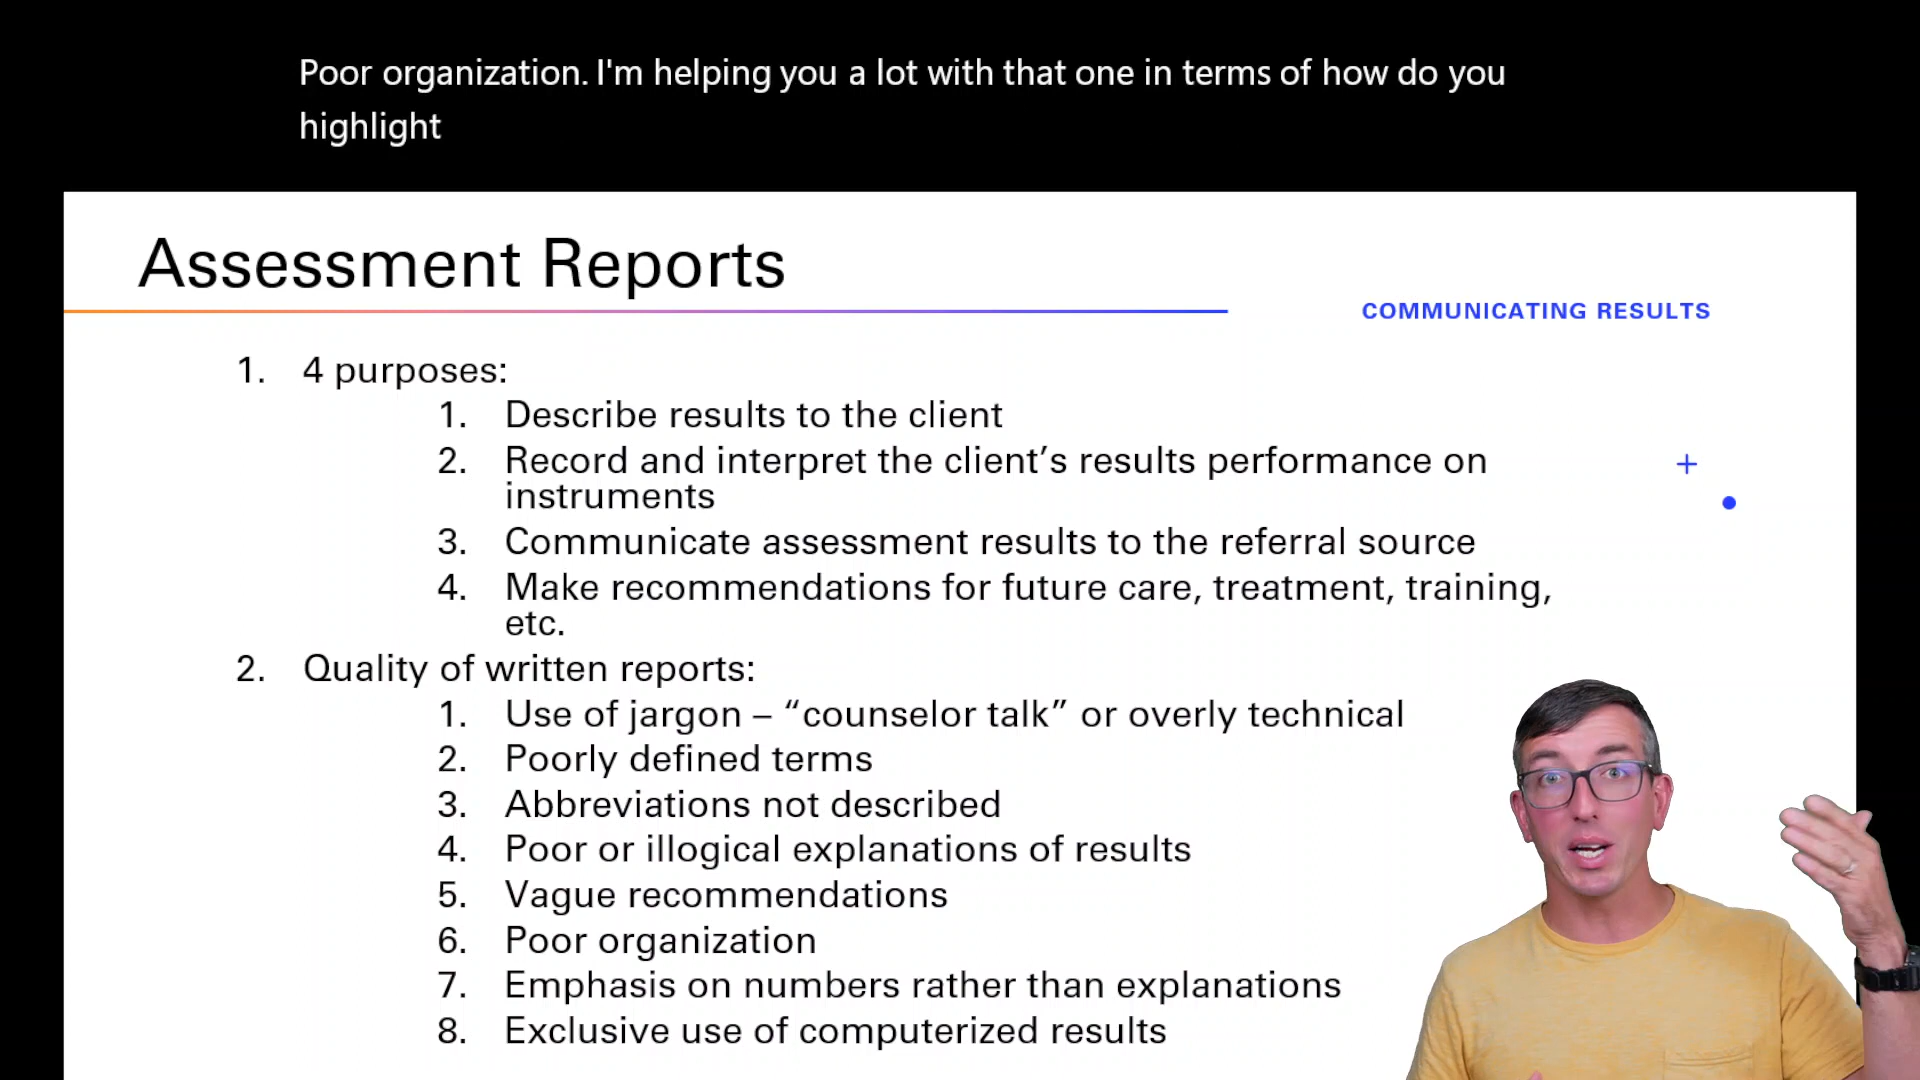 Poor organization. I'm helping you a lot with that one in terms of how do you
highlight
Assessment Reports
COMMUNICATING RESULTS
1. 4 purposes:
1. Describe results to the client
2. Record and interpret the client’s results performance on
instruments
3. Communicate assessment results to the referral source
4. Make recommendations for future care, treatment, training,
etc.
2. Quality of written reports:
1. Use of jargon – “counselor talk” or overly technical
2. Poorly defined terms
3. Abbreviations not described
4. Poor or illogical explanations of results
5. Vague recommendations
6. Poor organization
7. Emphasis on numbers rather than explanations
8. Exclusive use of computerized results